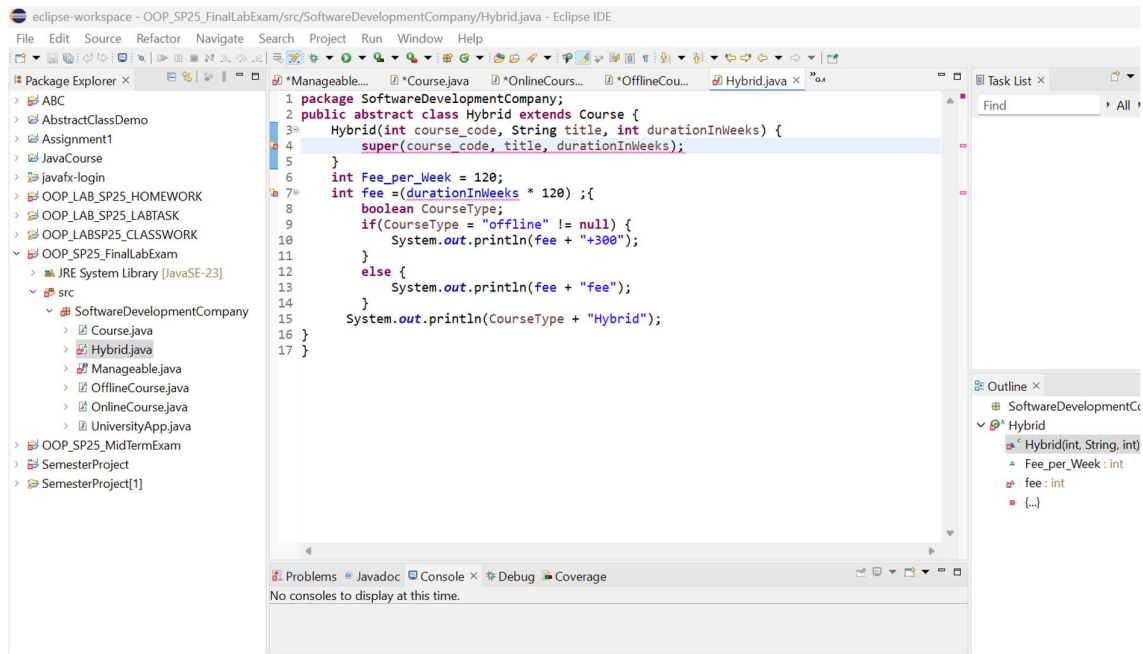 eclipse-workspace - OOP_SP25_FinalLabExam/src/SoftwareDevelopmentCompany/Hybrid.java - Eclipse IDE
File Edit Source Refactor Navigate Search Project Run Window Help
Package Explorer ×
ABC
AbstractClassDemo
Assignment1
JavaCourse
javafx-login
OOP_LAB_SP25_HOMEWORK
OOP_LAB_SP25_LABTASK
OOP_LABSP25_CLASSWORK
OOP_SP25_FinalLabExam
JRE System Library [JavaSE-23]
src
SoftwareDevelopmentCompany
Course.java
Hybrid.java
Manageable.java
OfflineCourse.java
OnlineCourse.java
UniversityApp.java
OOP_SP25_MidTermExam
SemesterProject
SemesterProject[1]
*Manageable.... *Course.java *OnlineCours... *OfflineCou... Hybrid.java ×
1 package SoftwareDevelopmentCompany;
2 public abstract class Hybrid extends Course {
3 Hybrid(int course_code, String title, int durationInWeeks) {
4 super(course_code, title, durationInWeeks);
5 }
6 int Fee_per_Week = 120;
7 int fee =(durationInWeeks * 120) ;{
8 boolean CourseType;
9 if(CourseType = "offline" != null) {
10 System.out.println(fee + "+300");
11 }
12 else {
13 System.out.println(fee + "fee");
14 }
15 System.out.println(CourseType + "Hybrid");
16 }
17 }
Problems Javadoc Console × Debug Coverage
No consoles to display at this time.
Task List ×
Find All
Outline ×
SoftwareDevelopmentCo
Hybrid
Hybrid(int, String, int)
Fee_per_Week : int
fee : int
{...}